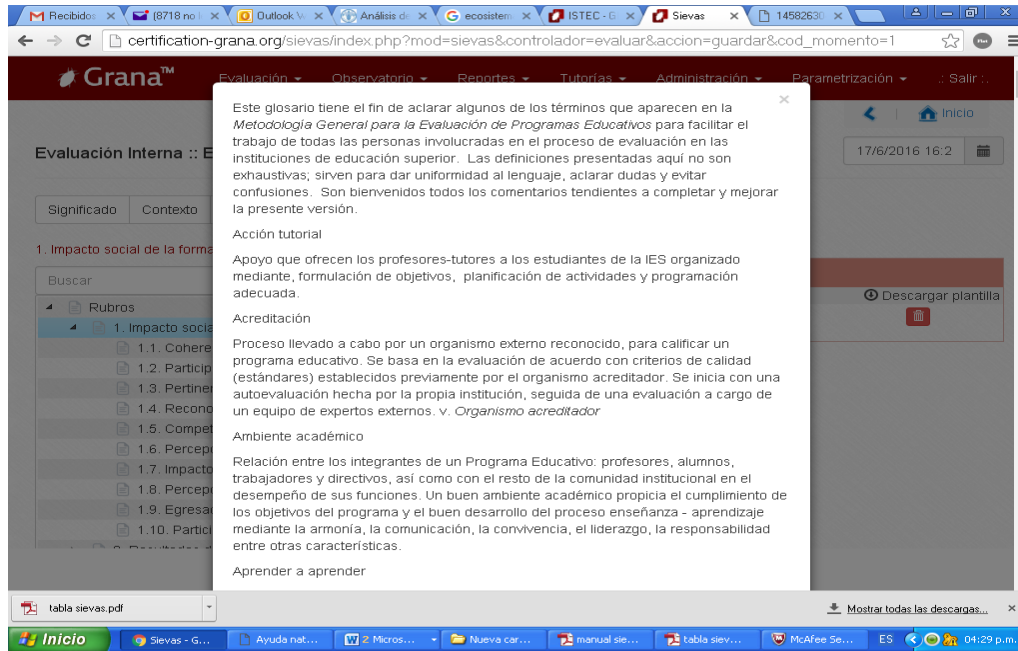 Recibidos
(8718 no l
Outlook W
Análisis de
ecosistem
ISTEC - G
Sievas
14582630
certification-grana.org/sievas/index.php?mod=sievas&controlador=evaluar&accion=guardar&cod_momento=1
Grana™
Evaluación
Observatorio
Reportes
Tutorías
Administración
Parametrización
.: Salir :.
Inicio
Evaluación Interna :: E
17/6/2016 16:2
Significado
Contexto
1. Impacto social de la forma
Buscar
Rubros
1. Impacto socia
1.1. Cohere
1.2. Particip
1.3. Pertiner
1.4. Recono
1.5. Compet
1.6. Percep
1.7. Impacto
1.8. Percep
1.9. Egresa
1.10. Partici
Descargar plantilla
×
Este glosario tiene el fin de aclarar algunos de los términos que aparecen en la
Metodología General para la Evaluación de Programas Educativos para facilitar el
trabajo de todas las personas involucradas en el proceso de evaluación en las
instituciones de educación superior. Las definiciones presentadas aquí no son
exhaustivas; sirven para dar uniformidad al lenguaje, aclarar dudas y evitar
confusiones. Son bienvenidos todos los comentarios tendientes a completar y mejorar
la presente versión.
Acción tutorial
Apoyo que ofrecen los profesores-tutores a los estudiantes de la IES organizado
mediante, formulación de objetivos, planificación de actividades y programación
adecuada.
Acreditación
Proceso llevado a cabo por un organismo externo reconocido, para calificar un
programa educativo. Se basa en la evaluación de acuerdo con criterios de calidad
(estándares) establecidos previamente por el organismo acreditador. Se inicia con una
autoevaluación hecha por la propia institución, seguida de una evaluación a cargo de
un equipo de expertos externos. v. Organismo acreditador
Ambiente académico
Relación entre los integrantes de un Programa Educativo: profesores, alumnos,
trabajadores y directivos, así como con el resto de la comunidad institucional en el
desempeño de sus funciones. Un buen ambiente académico propicia el cumplimiento de
los objetivos del programa y el buen desarrollo del proceso enseñanza - aprendizaje
mediante la armonía, la comunicación, la convivencia, el liderazgo, la responsabilidad
entre otras características.
Aprender a aprender
tabla sievas.pdf
Mostrar todas las descargas...
Inicio
Sievas - G...
Ayuda nat...
2 Micros...
Nueva car...
manual sie...
tabla siev...
McAfee Se...
ES
04:29 p.m.